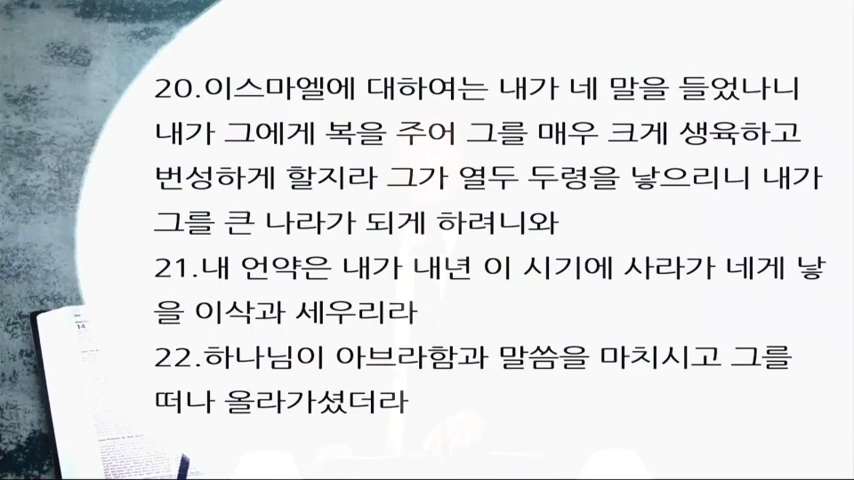 20.이스마엘에 대하여는 내가 네 말을 들었나니
내가 그에게 복을 주어 그를 매우 크게 생육하고
번성하게 할지라 그가 열두 두령을 낳으리니 내가
그를 큰 나라가 되게 하려니와
21.내 언약은 내가 내년 이 시기에 사라가 네게 낳
을 이삭과 세우리라
22.하나님이 아브라함과 말씀을 마치시고 그를
떠나 올라가셨더라